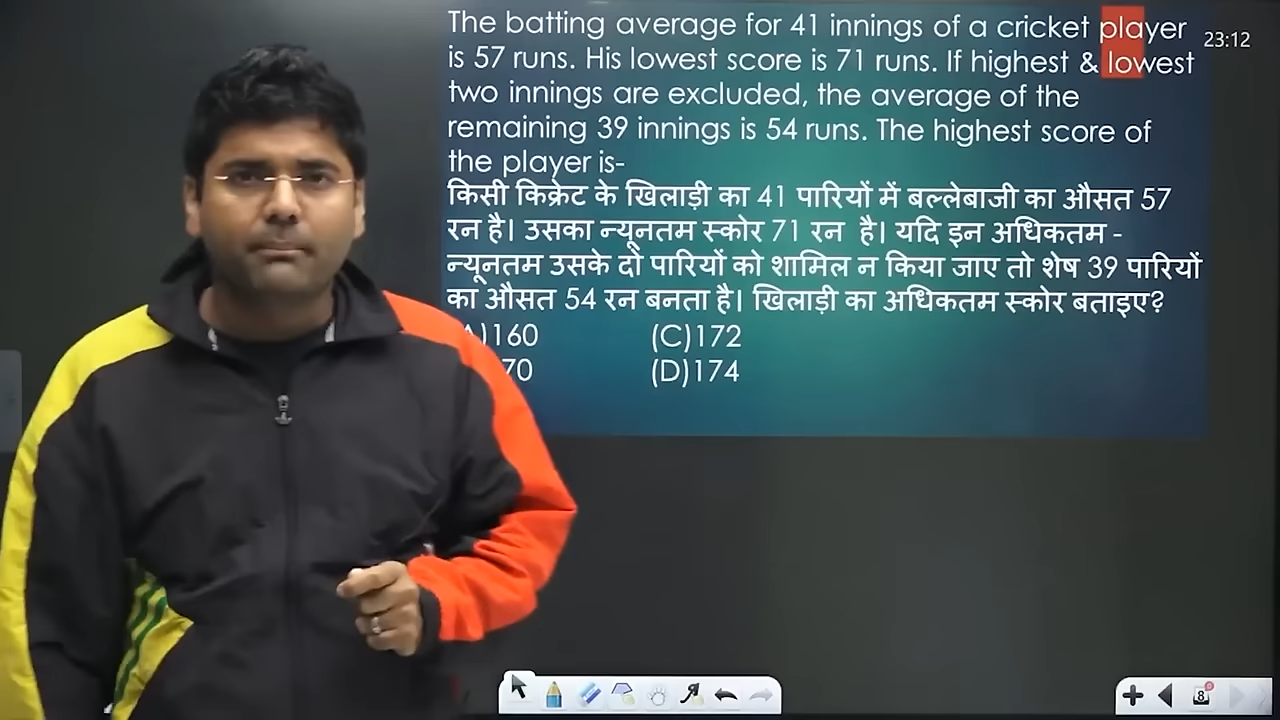 The batting average for 41 innings of a cricket player
is 57 runs. His lowest score is 71 runs. If highest & lowest
two innings are excluded, the average of the
remaining 39 innings is 54 runs. The highest score of
the player is-
किसी किक्रेट के खिलाड़ी का 41 पारियों में बल्लेबाजी का औसत 57
रन है। उसका न्यूनतम स्कोर 71 रन है। यदि इन अधिकतम -
न्यूनतम उसके दो पारियों को शामिल न किया जाए तो शेष 39 पारियों
का औसत 54 रन बनता है। खिलाड़ी का अधिकतम स्कोर बताइए?
A)160 (C)172
70 (D)174
23:12
8